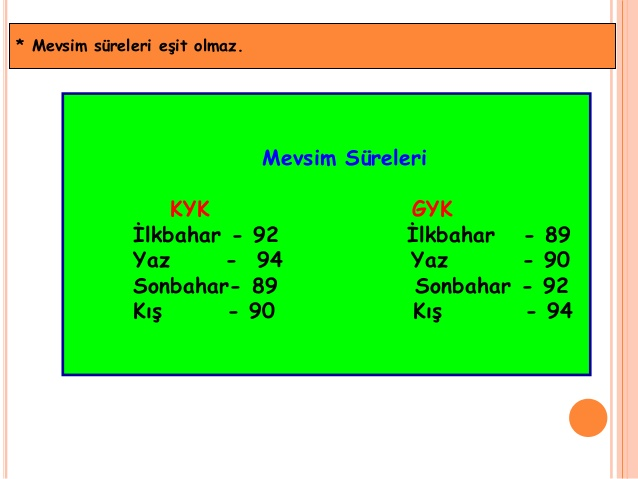 * Mevsim süreleri eşit olmaz.
Mevsim Süreleri
KYK GYK
İlkbahar - 92 İlkbahar - 89
Yaz - 94 Yaz - 90
Sonbahar- 89 Sonbahar - 92
Kış - 90 Kış - 94